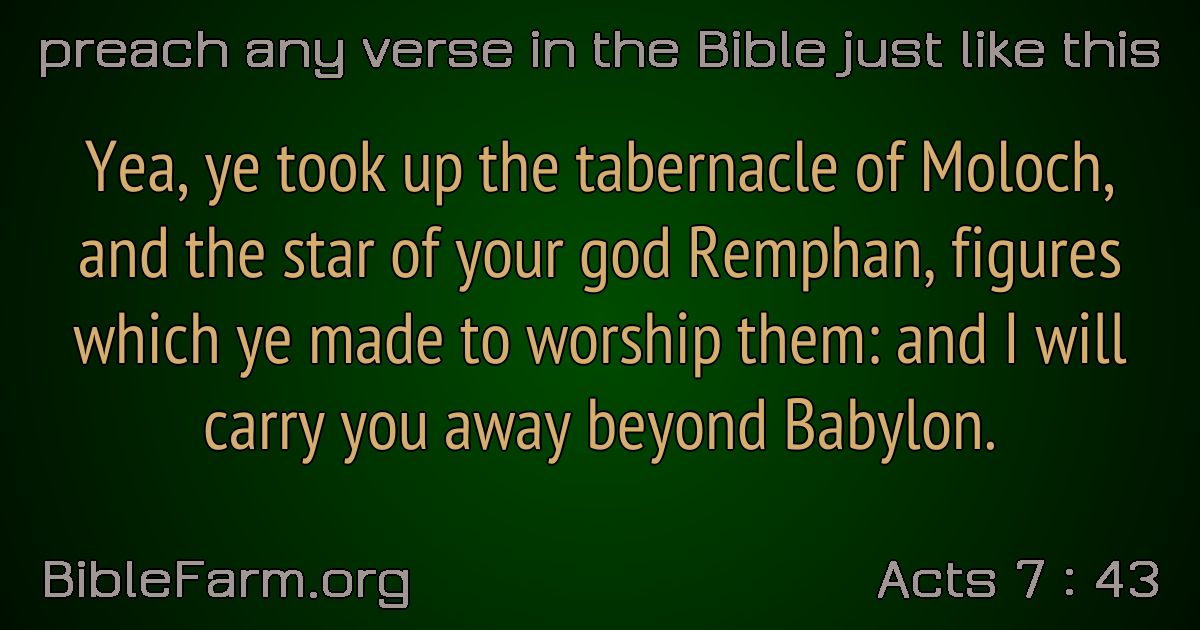 preach any verse in the Bible just like this
Yea, ye took up the tabernacle of Moloch,
and the star of your god Remphan, figures
which ye made to worship them: and I will
carry you away beyond Babylon.
BibleFarm.org
Acts 7 : 43